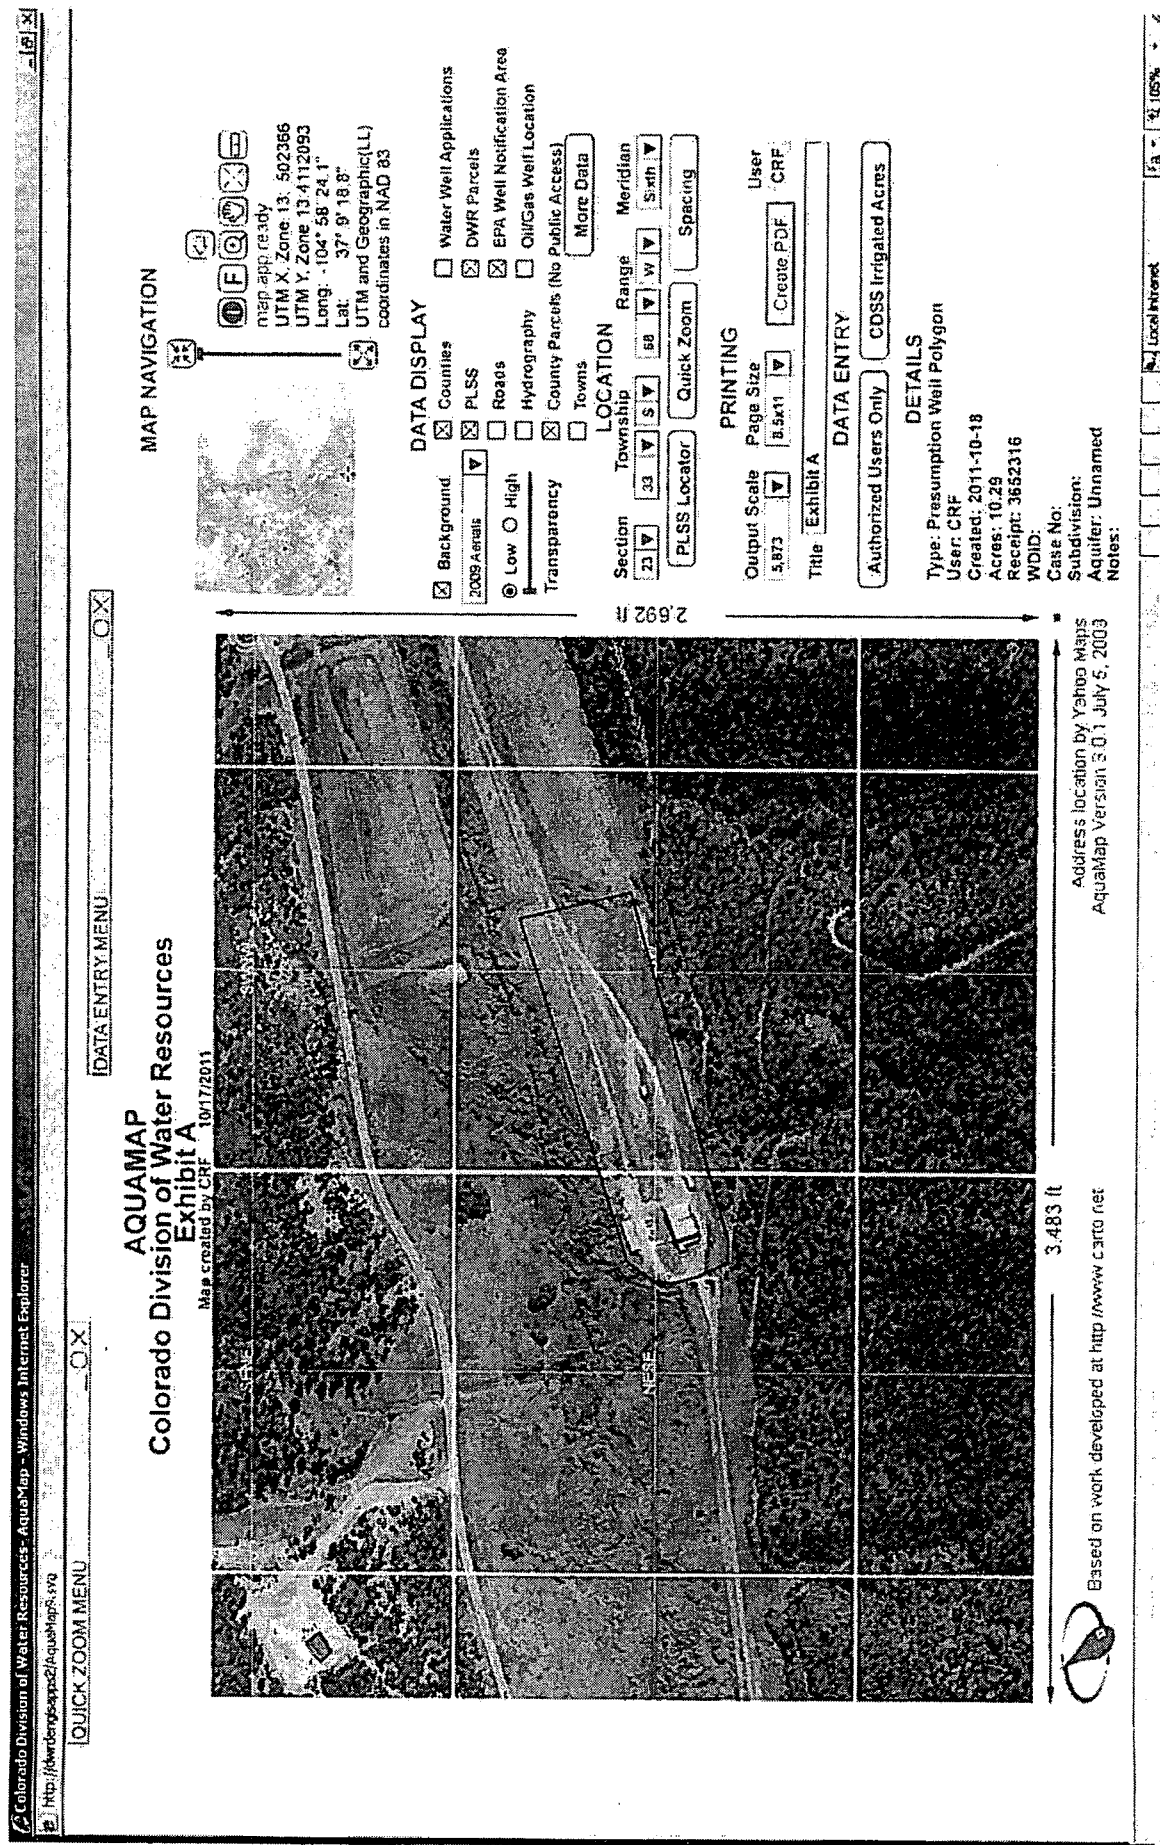 Colorado Division of Water Resources - AquaMap - Windows Internet Explorer
QUICK ZOOM MENU _OX
DATA ENTRY MENU _OX
AQUAMAP
Colorado Division of Water Resources
Exhibit A
Map created by CRF 10/17/2011
SENE
SWNW
NESE
2,692 ft
3,483 ft
Based on work developed at http://www.carto.net
Address location by Yahoo Maps
AquaMap Version 3.0.1 July 5, 2008
MAP NAVIGATION
F
map app ready
UTM X, Zone 13: 502366
UTM Y, Zone 13: 4112093
Long: -104° 58' 24.1"
Lat: 37° 9' 18.8"
UTM and Geographic(LL)
coordinates in NAD 83
DATA DISPLAY
Background
Counties
Water Well Applications
2009 Aerials
PLSS
DWR Parcels
Roads
EPA Well Notification Area
Low
High
Hydrography
Oil/Gas Well Location
Transparency
County Parcels (No Public Access)
Towns
More Data
LOCATION
Section Township Range Meridian
23 33 S 68 W Sixth
PLSS Locator
Quick Zoom
Spacing
PRINTING
Output Scale Page Size User
5,873 8.5x11 Create PDF CRF
Title Exhibit A
DATA ENTRY
Authorized Users Only
CDSS Irrigated Acres
DETAILS
Type: Presumption Well Polygon
User: CRF
Created: 2011-10-18
Acres: 10.29
Receipt: 3652316
WDID:
Case No:
Subdivision:
Aquifer: Unnamed
Notes:
Local intranet
105%